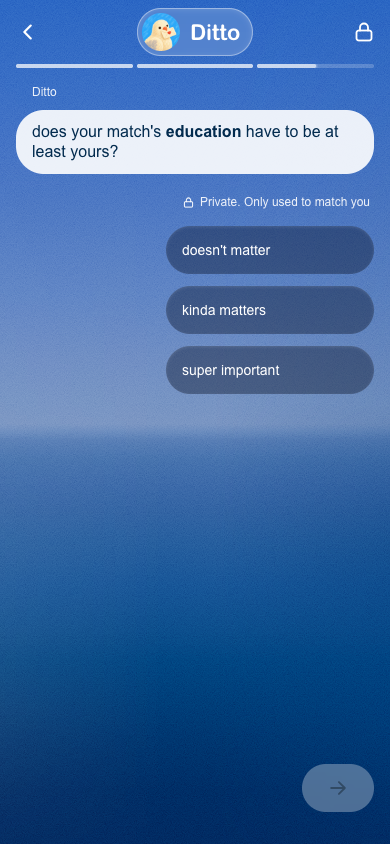 Ditto
Ditto
does your match's education have to be at
least yours?
Private. Only used to match you
doesn't matter
kinda matters
super important